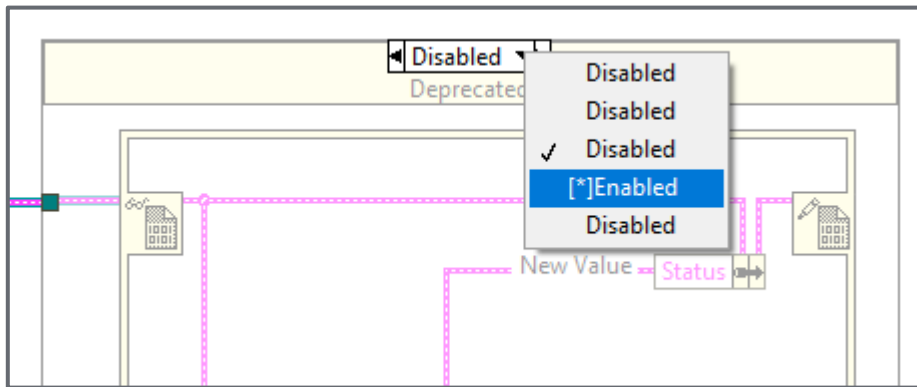 Disabled
Deprecated
Disabled
Disabled
✓ Disabled
[*]Enabled
Disabled
New Value
Status